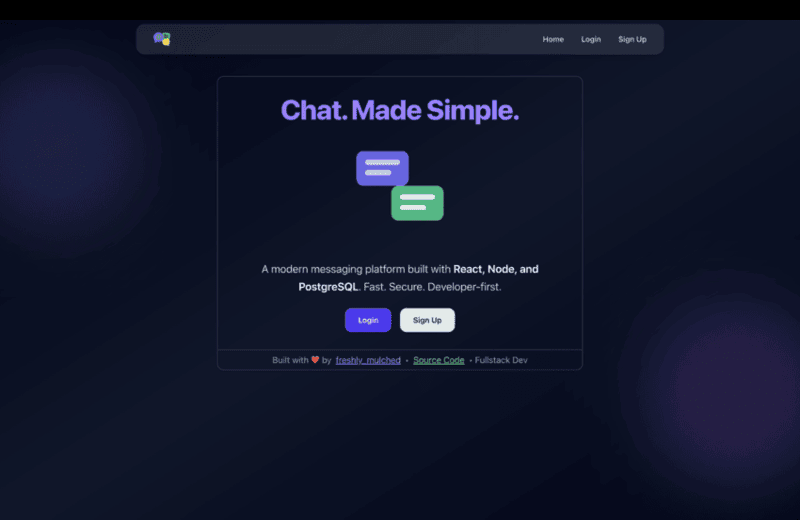 Home Login Sign Up
Chat. Made Simple.
A modern messaging platform built with React, Node, and
PostgreSQL. Fast. Secure. Developer-first.
Login Sign Up
Built with ❤️ by freshly_mulched • Source Code • Fullstack Dev